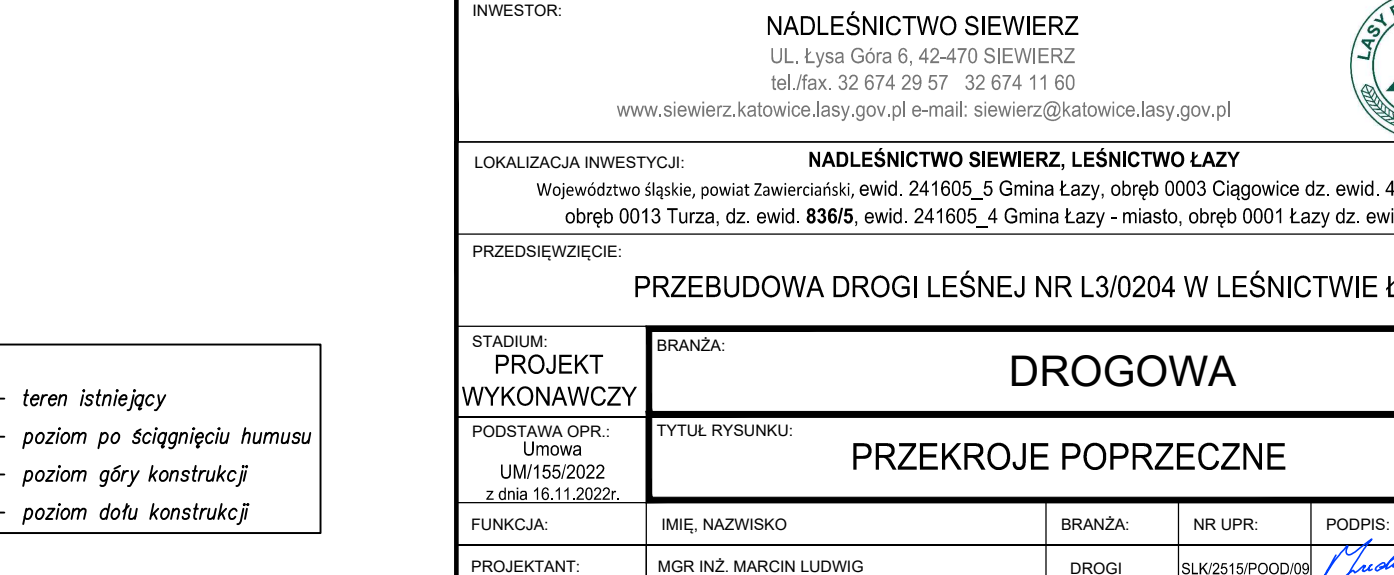 INWESTOR:
NADLEŚNICTWO SIEWIERZ
UL. Łysa Góra 6, 42-470 SIEWIERZ
tel./fax. 32 674 29 57 32 674 11 60
www.siewierz.katowice.lasy.gov.pl e-mail: siewierz@katowice.lasy.gov.pl
LASY
LOKALIZACJA INWESTYCJI: NADLEŚNICTWO SIEWIERZ, LEŚNICTWO ŁAZY
Województwo śląskie, powiat Zawierciański, ewid. 241605_5 Gmina Łazy, obręb 0003 Ciągowice dz. ewid. 4
obręb 0013 Turza, dz. ewid. 836/5, ewid. 241605_4 Gmina Łazy - miasto, obręb 0001 Łazy dz. ewi
PRZEDSIĘWZIĘCIE:
PRZEBUDOWA DROGI LEŚNEJ NR L3/0204 W LEŚNICTWIE
STADIUM:
PROJEKT
WYKONAWCZY
BRANŻA:
DROGOWA
- teren istniejący
- poziom po ściągnięciu humusu
- poziom góry konstrukcji
- poziom dołu konstrukcji
PODSTAWA OPR.:
Umowa
UM/155/2022
z dnia 16.11.2022r.
TYTUŁ RYSUNKU:
PRZEKROJE POPRZECZNE
FUNKCJA: IMIĘ, NAZWISKO BRANŻA: NR UPR: PODPIS:
PROJEKTANT: MGR INŻ. MARCIN LUDWIG DROGI SLK/2515/POOD/09